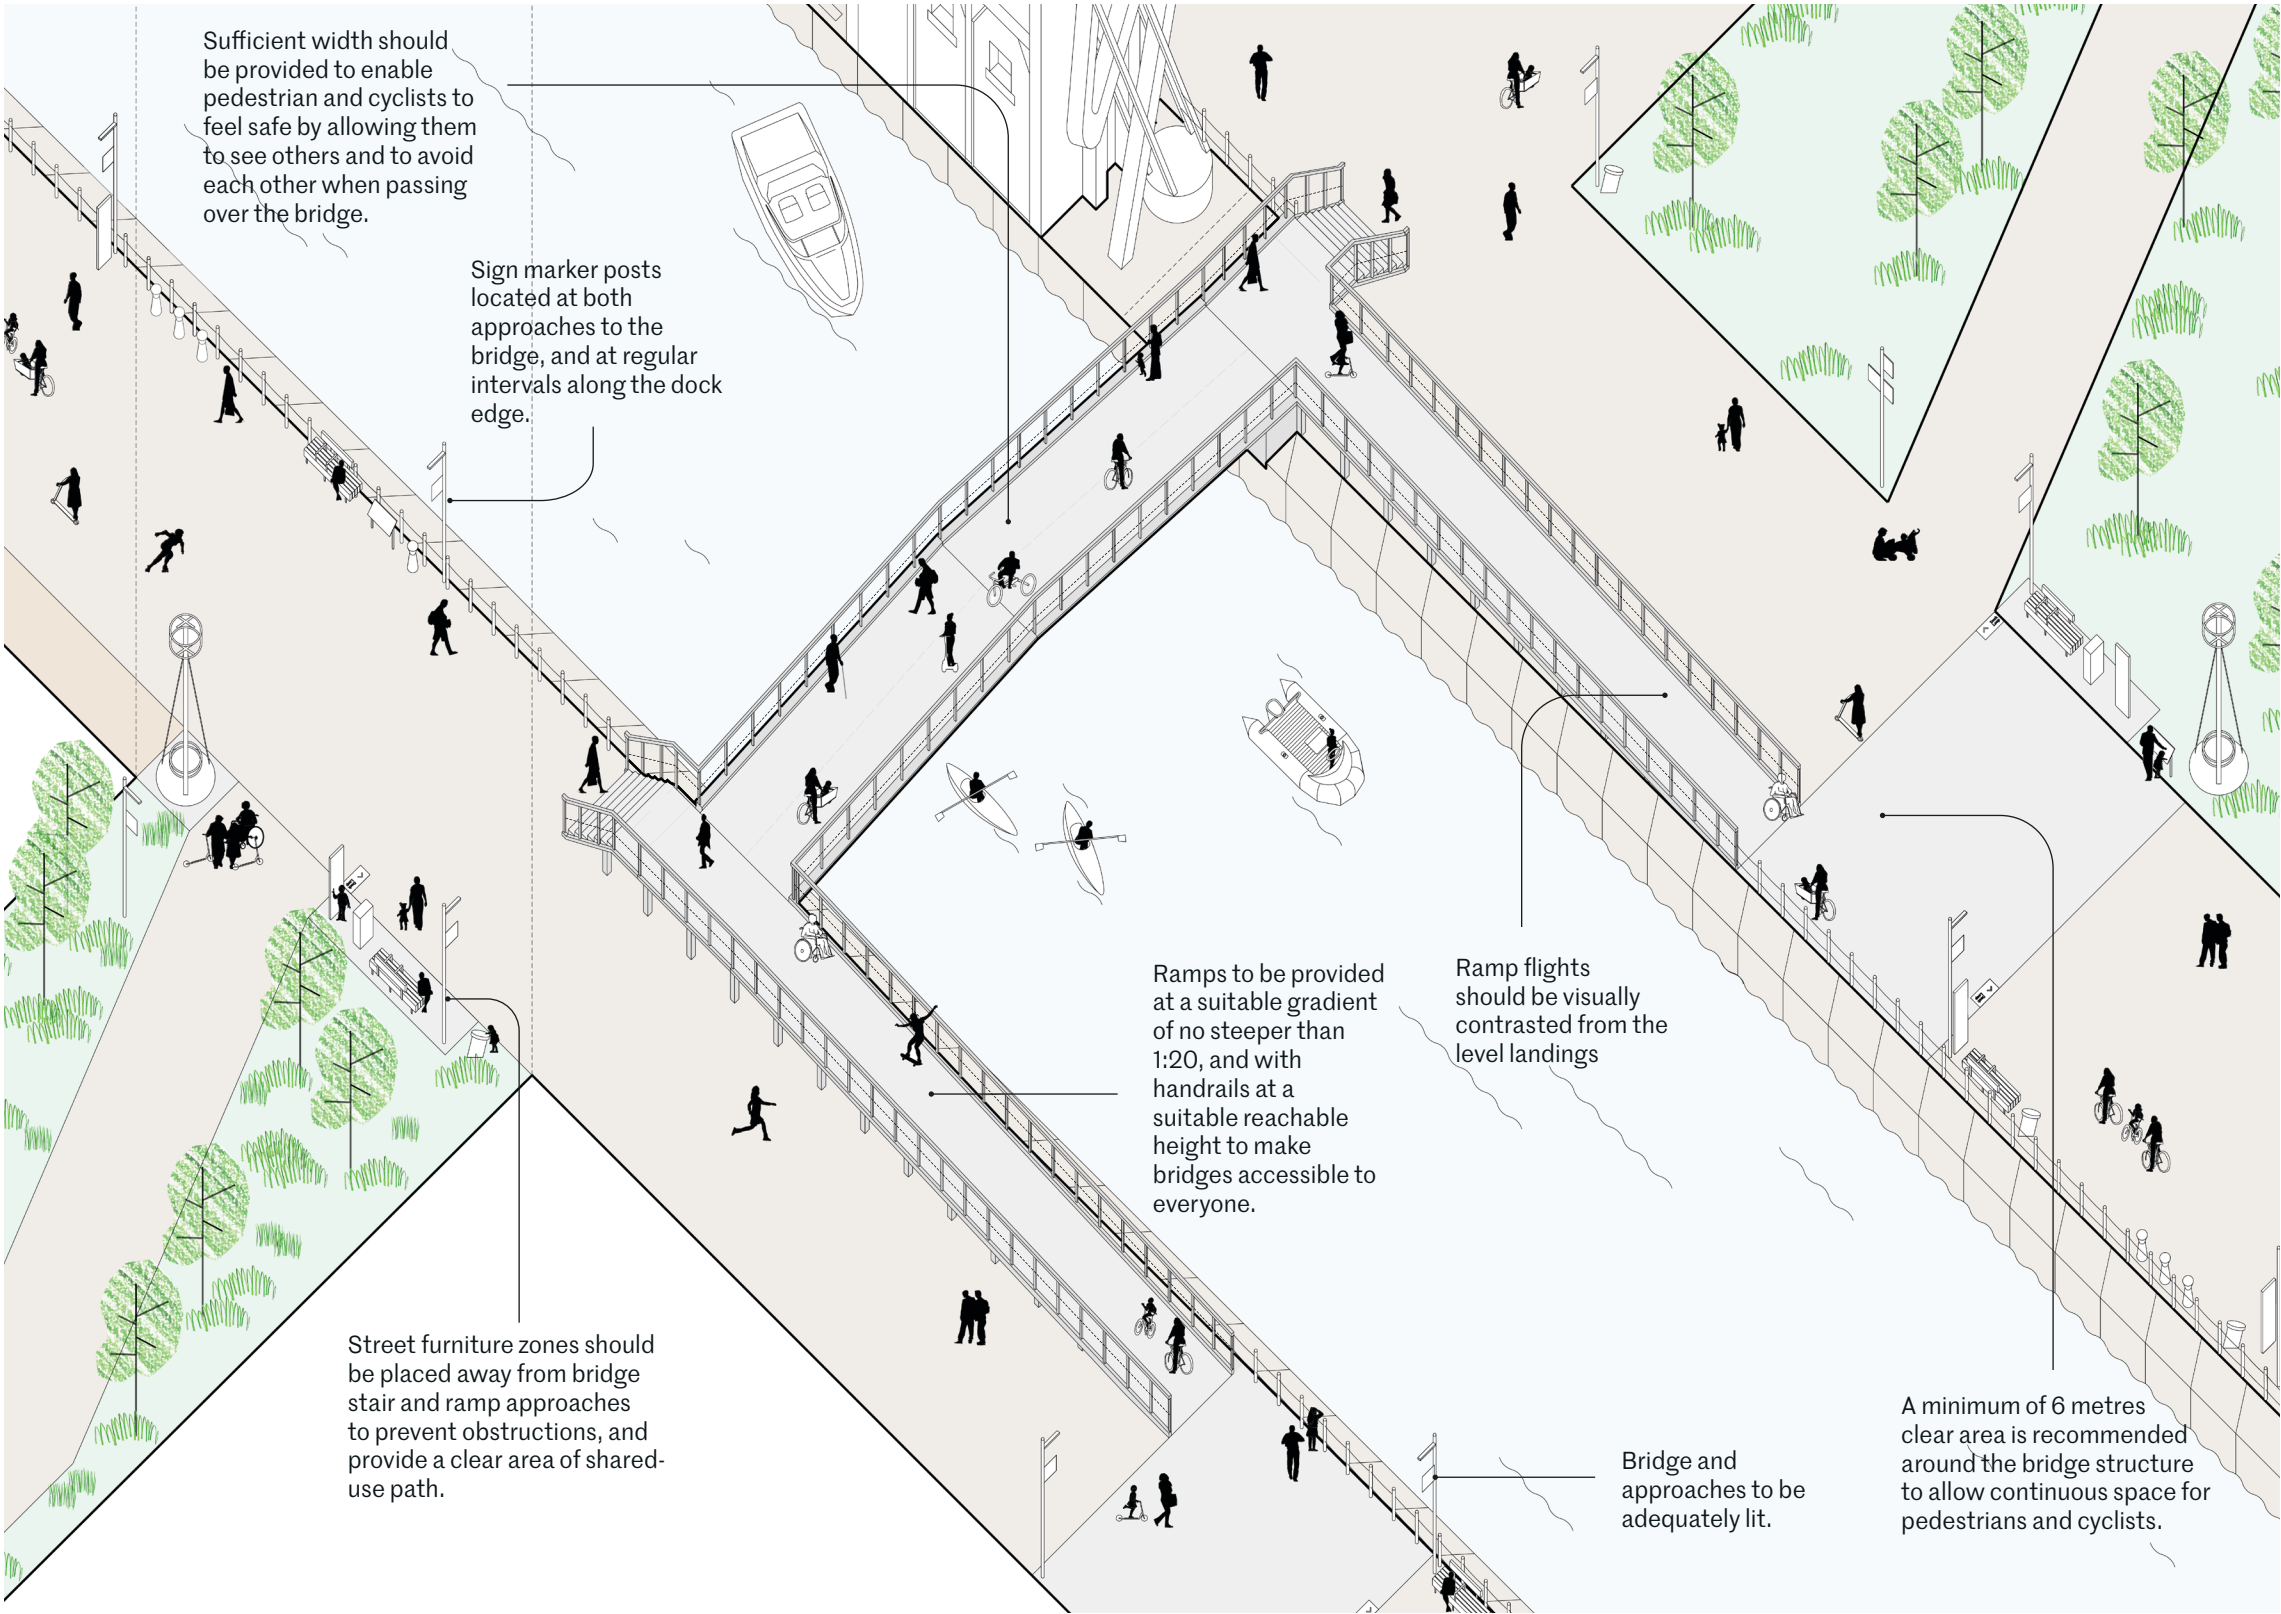 Sufficient width should
be provided to enable
pedestrian and cyclists to
feel safe by allowing them
to see others and to avoid
each other when passing
over the bridge.
Sign marker posts
located at both
approaches to the
bridge, and at regular
intervals along the dock
edge.
Ramps to be provided
at a suitable gradient
of no steeper than
1:20, and with
handrails at a
suitable reachable
height to make
bridges accessible to
everyone.
Ramp flights
should be visually
contrasted from the
level landings
Street furniture zones should
be placed away from bridge
stair and ramp approaches
to prevent obstructions, and
provide a clear area of shared-
use path.
Bridge and
approaches to be
adequately lit.
A minimum of 6 metres
clear area is recommended
around the bridge structure
to allow continuous space for
pedestrians and cyclists.